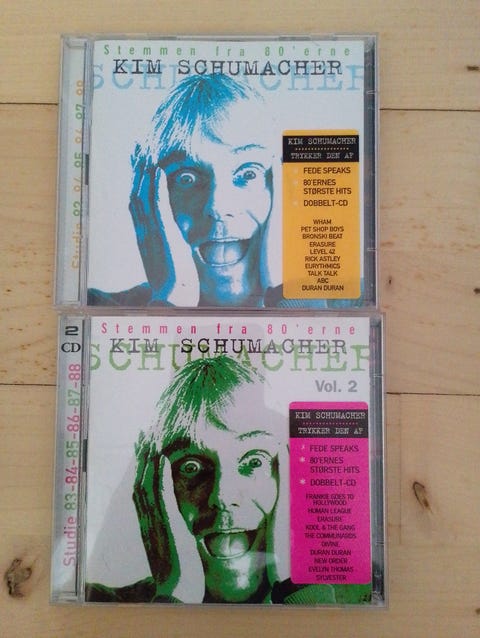 Stemmen fra 80'erne
SCHUMACHER
KIM SCHUMACHER
Studie 83-84-85-86-87-88
KIM SCHUMACHER
TRYKKER DEN AF
FEDE SPEAKS
80'ERNES
STØRSTE HITS
DOBBELT-CD
WHAM
PET SHOP BOYS
BRONSKI BEAT
ERASURE
LEVEL 42
RICK ASTLEY
EURYTHMICS
TALK TALK
ABC
DURAN DURAN
2
CD
Stemmen fra 80'erne
SCHUMACHER
KIM SCHUMACHER
Vol. 2
Studie 83-84-85-86-87-88
KIM SCHUMACHER
TRYKKER DEN AF
* FEDE SPEAKS
* 80'ERNES
STØRSTE HITS
* DOBBELT-CD
FRANKIE GOES TO
HOLLYWOOD
HUMAN LEAGUE
ERASURE
KOOL & THE GANG
THE COMMUNARDS
DIVINE
DURAN DURAN
NEW ORDER
EVELYN THOMAS
SYLVESTER